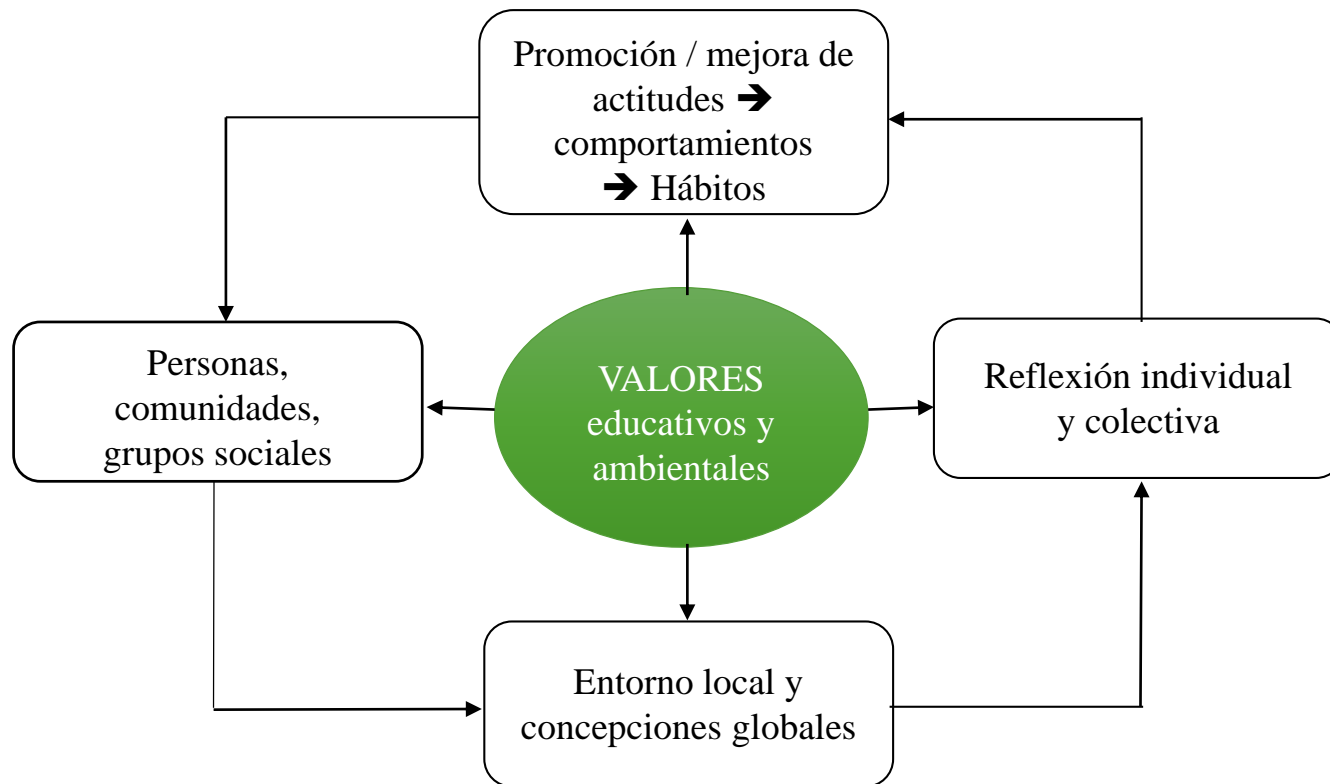 Promoción / mejora de
actitudes ➔
comportamientos
➔ Hábitos
Personas,
comunidades,
grupos sociales
VALORES
educativos y
ambientales
Reflexión individual
y colectiva
Entorno local y
concepciones globales